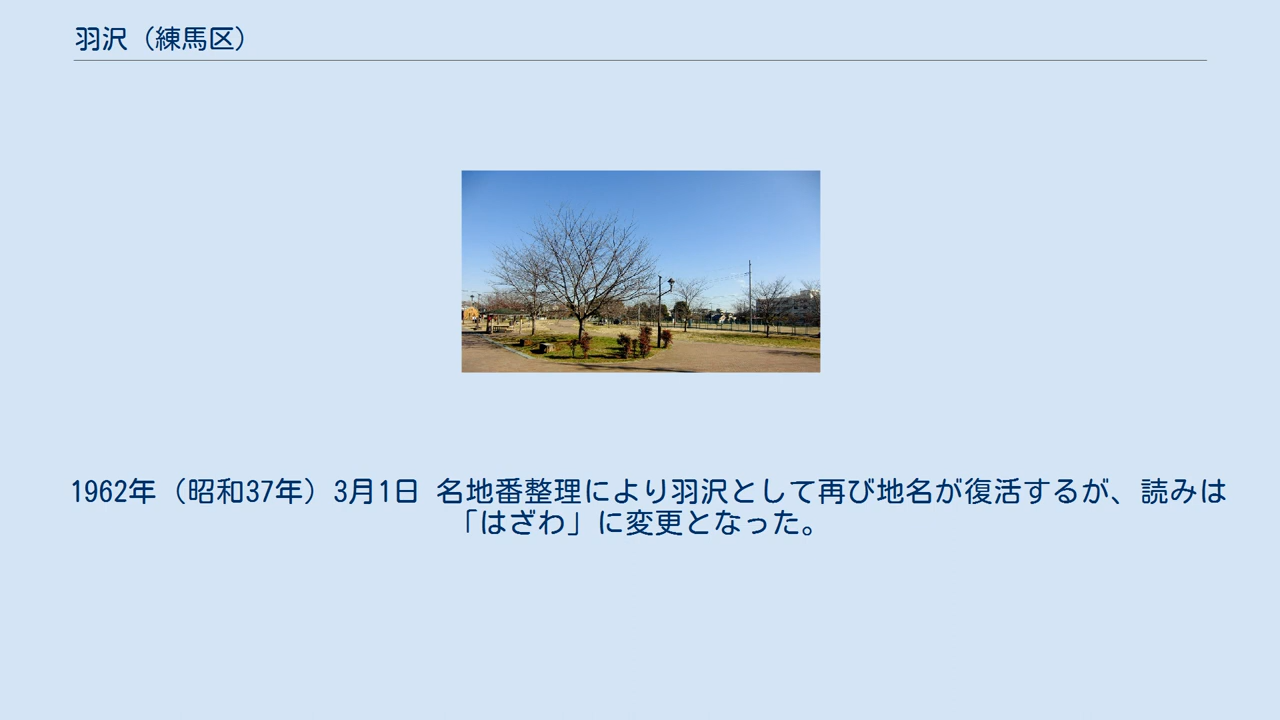 羽沢（練馬区）
1962年（昭和37年）3月1日 名地番整理により羽沢として再び地名が復活するが、読みは
「はざわ」に変更となった。